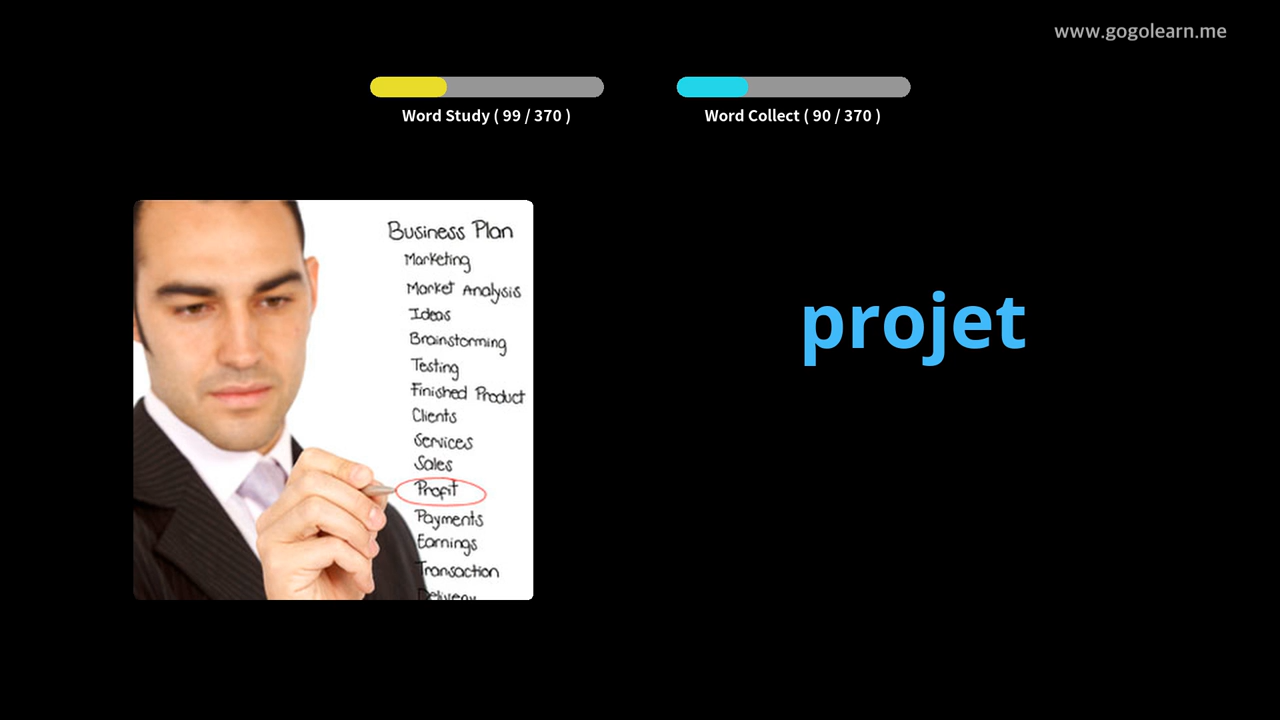 www.gogolearn.me
Word Study ( 99 / 370 )
Word Collect ( 90 / 370 )
Business Plan
Marketing
Market Analysis
Ideas
Brainstorming
Testing
Finished Product
Clients
Services
Sales
Profit
Payments
Earnings
Transaction
Delivery
projet